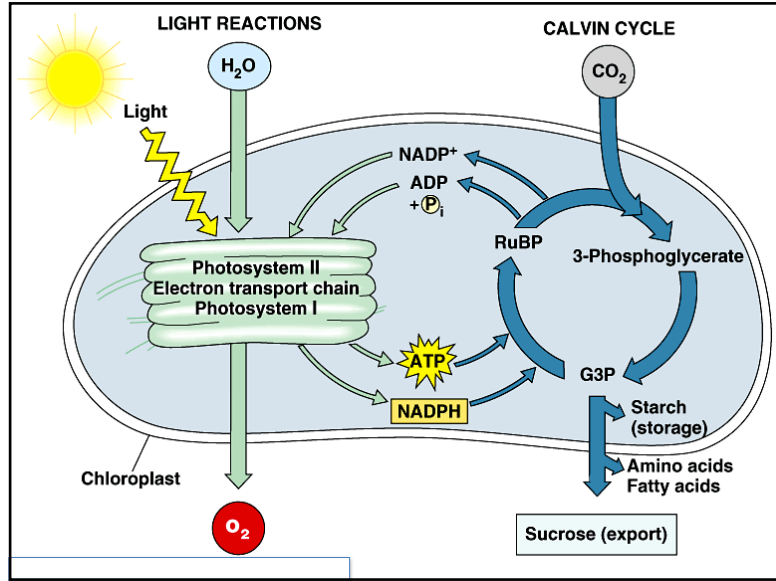 LIGHT REACTIONS
CALVIN CYCLE
H₂O
CO₂
Light
NADP⁺
ADP
+ Pᵢ
RuBP
3-Phosphoglycerate
Photosystem II
Electron transport chain
Photosystem I
ATP
NADPH
G3P
Starch
(storage)
Amino acids
Fatty acids
Chloroplast
O₂
Sucrose (export)